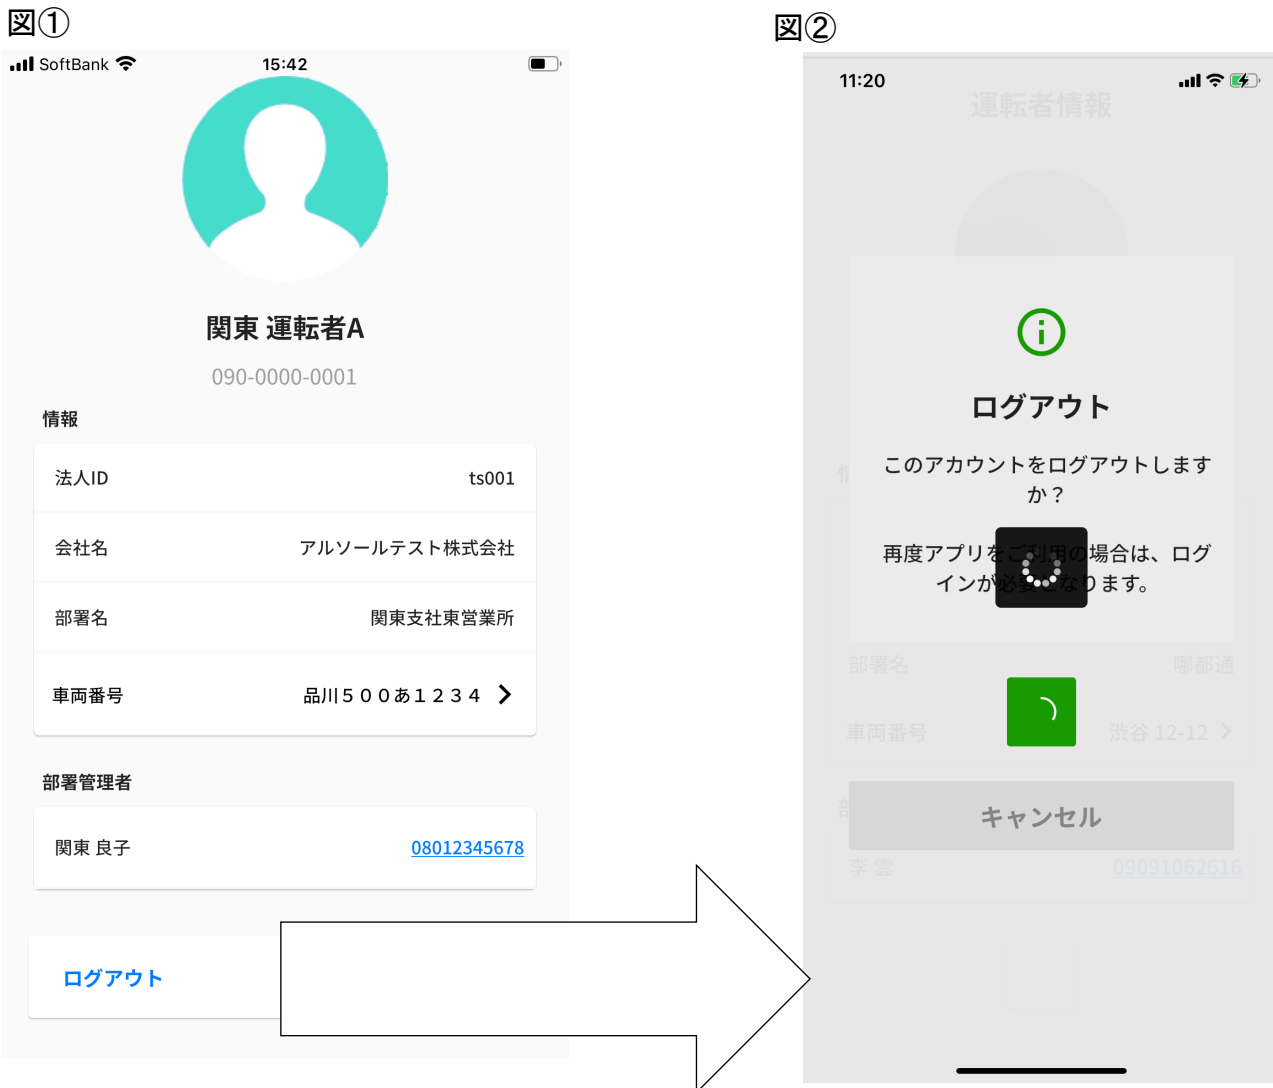 図①
SoftBank 15:42
関東 運転者A
090-0000-0001
情報
法人ID ts001
会社名 アルソールテスト株式会社
部署名 関東支社東営業所
車両番号 品川５００あ１２３４
部署管理者
関東 良子 08012345678
ログアウト
図②
11:20
運転者情報
ログアウト
このアカウントをログアウトします
か？
再度アプリをご利用の場合は、ログ
インが必要となります。
部署名 哪都通
車両番号 渋谷 12-12
キャンセル
李 雲 09091062616